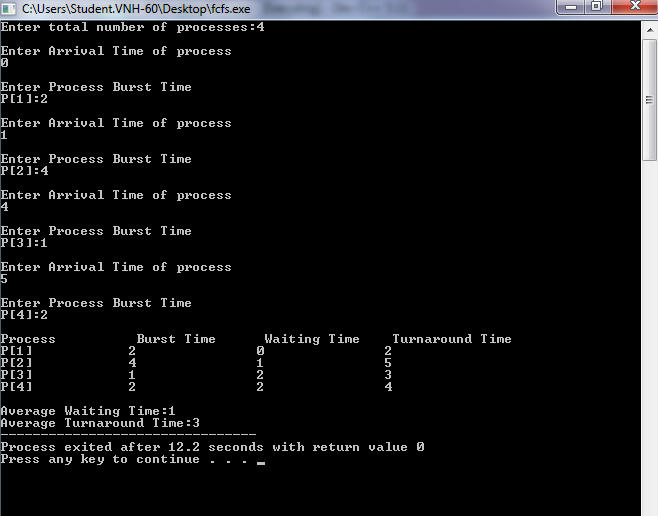 C:\Users\Student.VNH-60\Desktop\fcfs.exe
Enter total number of processes:4
Enter Arrival Time of process
0
Enter Process Burst Time
P[1]:2
Enter Arrival Time of process
1
Enter Process Burst Time
P[2]:4
Enter Arrival Time of process
4
Enter Process Burst Time
P[3]:1
Enter Arrival Time of process
5
Enter Process Burst Time
P[4]:2
Process Burst Time Waiting Time Turnaround Time
P[1] 2 0 2
P[2] 4 1 5
P[3] 1 2 3
P[4] 2 2 4
Average Waiting Time:1
Average Turnaround Time:3
--------------------------------
Process exited after 12.2 seconds with return value 0
Press any key to continue . . . _